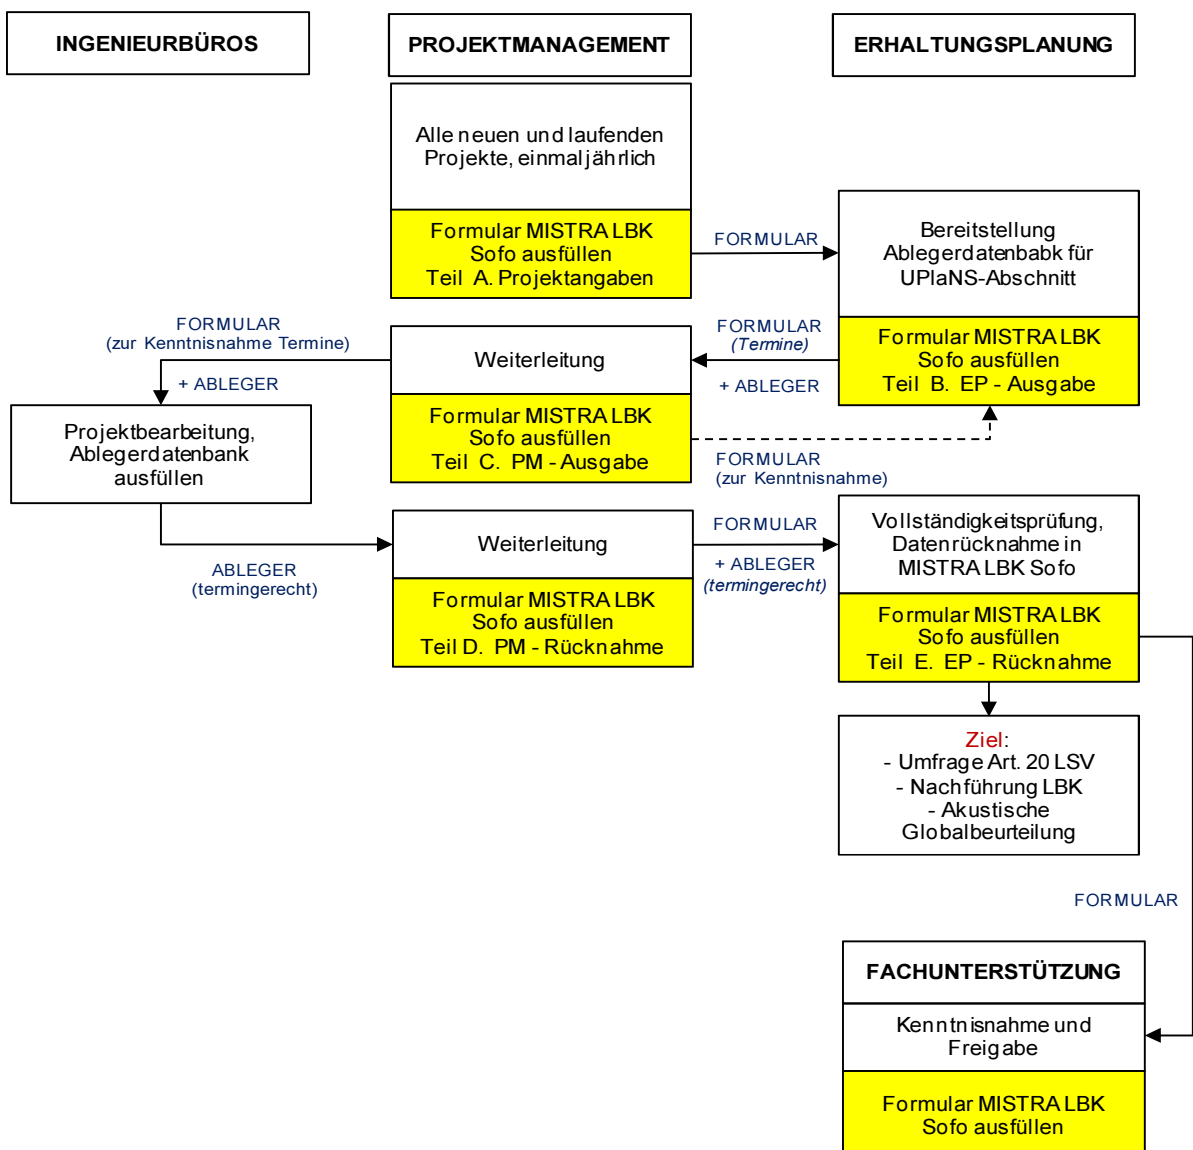 INGENIEURBÜROS
PROJEKTMANAGEMENT
ERHALTUNGSPLANUNG
Alle neuen und laufenden
Projekte, einmal jährlich
Formular MISTRA LBK
Sofo ausfüllen
Teil A. Projektangaben
FORMULAR
Bereitstellung
Ablegerdatenbabk für
UPlaNS-Abschnitt
Formular MISTRA LBK
Sofo ausfüllen
Teil B. EP - Ausgabe
FORMULAR
(Termine)
+ ABLEGER
Weiterleitung
Formular MISTRA LBK
Sofo ausfüllen
Teil C. PM - Ausgabe
FORMULAR
(zur Kenntnisnahme)
FORMULAR
(zur Kenntnisnahme Termine)
+ ABLEGER
Projektbearbeitung,
Ablegerdatenbank
ausfüllen
ABLEGER
(termingerecht)
Weiterleitung
Formular MISTRA LBK
Sofo ausfüllen
Teil D. PM - Rücknahme
FORMULAR
+ ABLEGER
(termingerecht)
Vollständigkeitsprüfung,
Datenrücknahme in
MISTRA LBK Sofo
Formular MISTRA LBK
Sofo ausfüllen
Teil E. EP - Rücknahme
Ziel:
- Umfrage Art. 20 LSV
- Nachführung LBK
- Akustische
Globalbeurteilung
FORMULAR
FACHUNTERSTÜTZUNG
Kenntnisnahme und
Freigabe
Formular MISTRA LBK
Sofo ausfüllen